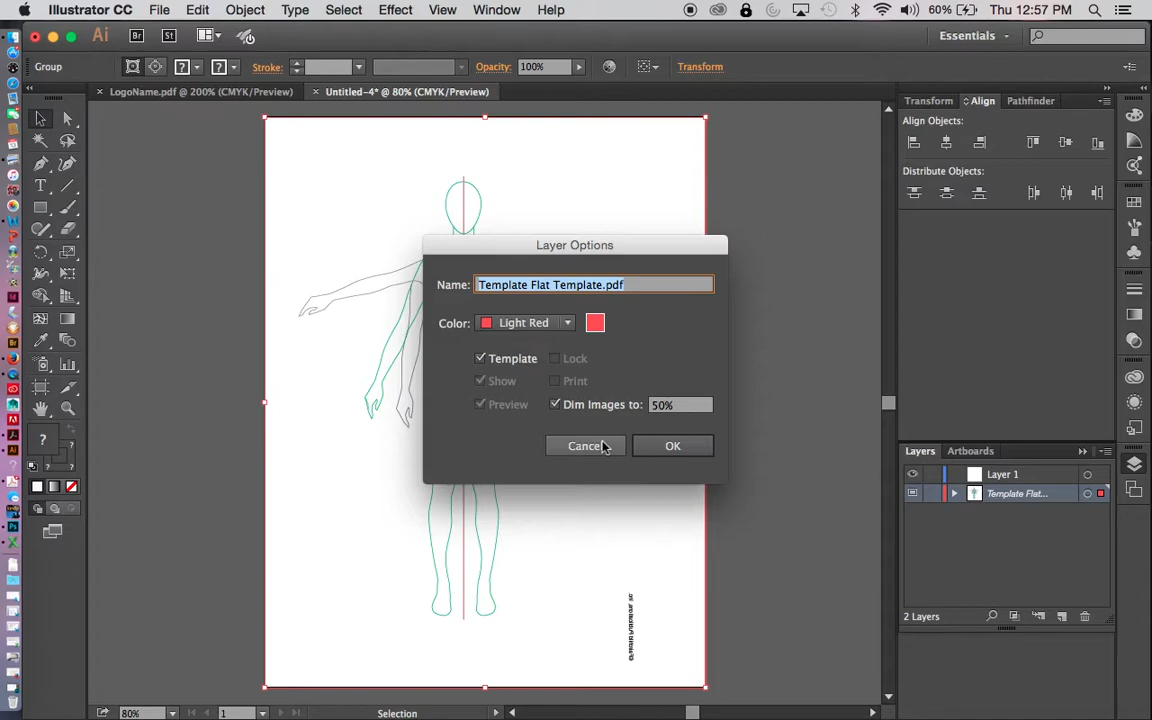 Illustrator CC File Edit Object Type Select Effect View Window Help
60% Thu 12:57 PM
Ai Br St
Essentials
Group
? ? Stroke: Opacity: 100% Transform
× LogoName.pdf @ 200% (CMYK/Preview) × Untitled-4* @ 80% (CMYK/Preview)
Transform Align Pathfinder
Align Objects:
Distribute Objects:
Layer Options
Name: Template Flat Template.pdf
Color: Light Red
Template Lock
Show Print
Preview Dim Images to: 50%
Cancel OK
Layers Artboards
Layer 1
Template Flat...
2 Layers
?
80% 1 Selection